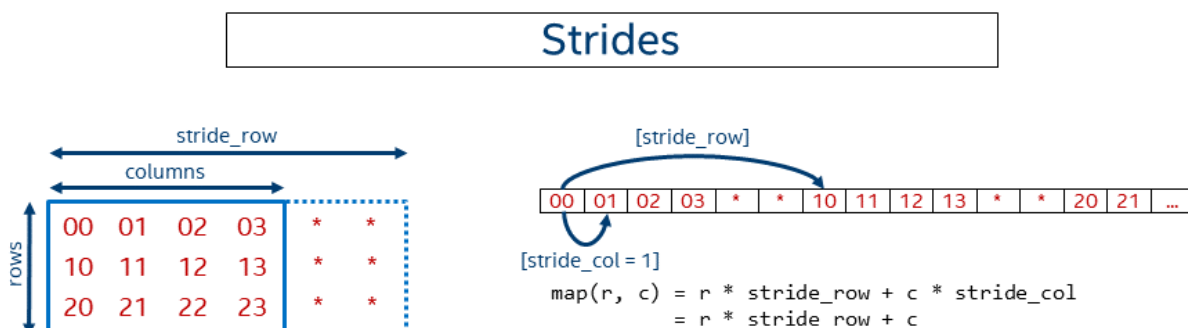 Strides
stride_row
columns
rows
00 01 02 03 * *
10 11 12 13 * *
20 21 22 23 * *
[stride_row]
00 01 02 03 * * 10 11 12 13 * * 20 21 ...
[stride_col = 1]
map(r, c) = r * stride_row + c * stride_col
= r * stride_row + c